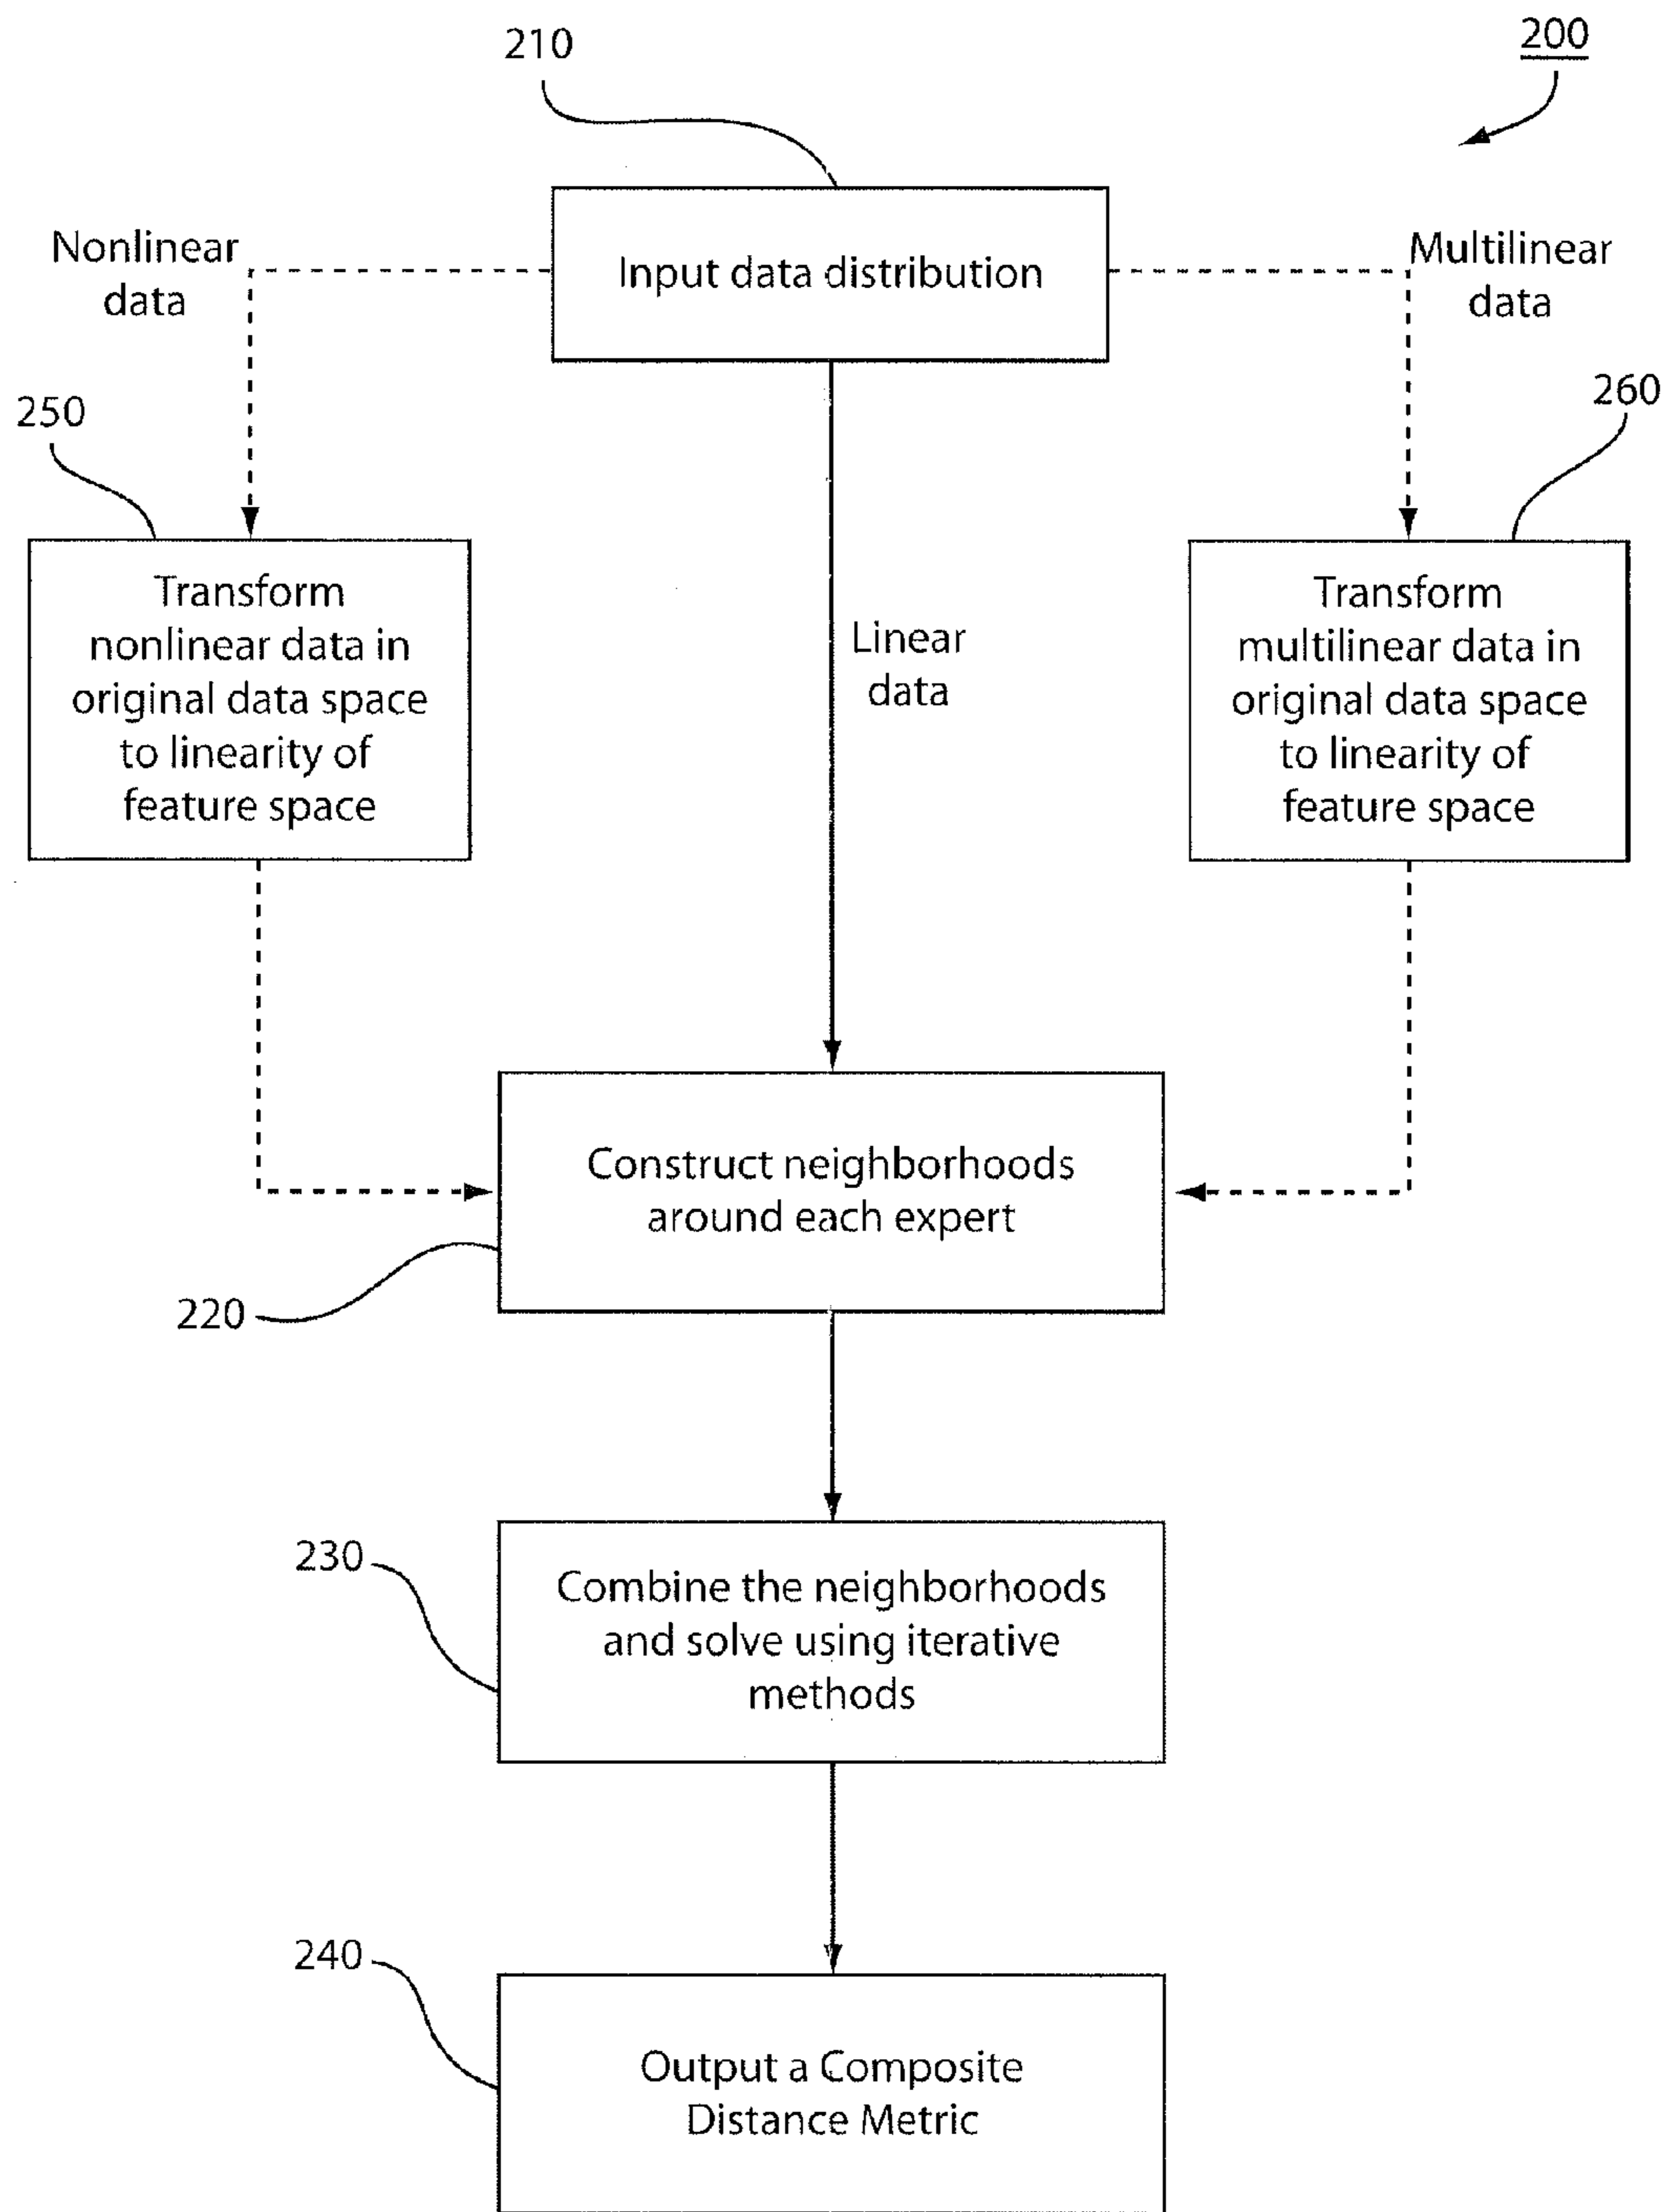 210
200
Nonlinear
data
Input data distribution
Multilinear
data
250
260
Transform
nonlinear data in
original data space
to linearity of
feature space
Linear
data
Transform
multilinear data in
original data space
to linearity of
feature space
Construct neighborhoods
around each expert
220
230
Combine the neighborhoods
and solve using iterative
methods
240
Output a Composite
Distance Metric